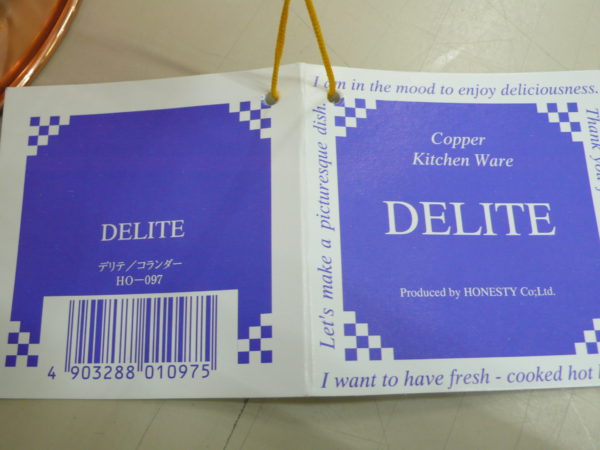 DELITE
デリテ／コランダー
HO－097
4 903288 010975
I am in the mood to enjoy deliciousness.
Let's make a picturesque dish.
Copper
Kitchen Ware
DELITE
Produced by HONESTY Co;Ltd.
Thank you
I want to have fresh - cooked hot